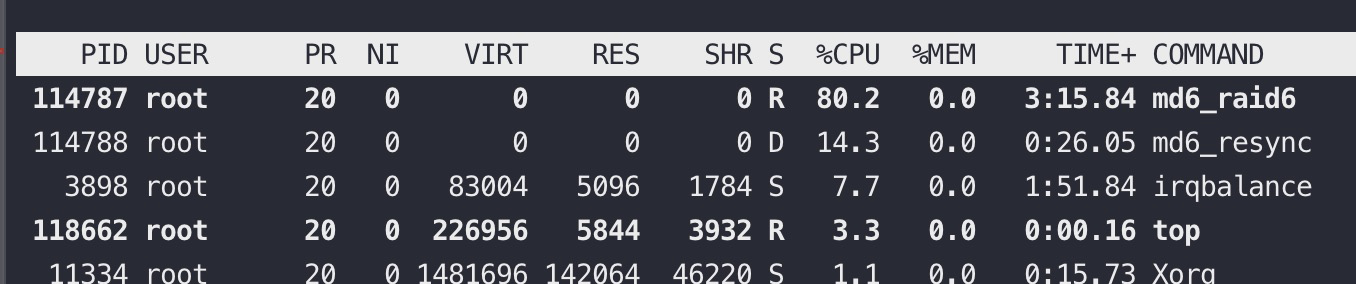 PID USER PR NI VIRT RES SHR S %CPU %MEM TIME+ COMMAND
114787 root 20 0 0 0 0 R 80.2 0.0 3:15.84 md6_raid6
114788 root 20 0 0 0 0 D 14.3 0.0 0:26.05 md6_resync
3898 root 20 0 83004 5096 1784 S 7.7 0.0 1:51.84 irqbalance
118662 root 20 0 226956 5844 3932 R 3.3 0.0 0:00.16 top
11334 root 20 0 1481696 142064 46220 S 1.1 0.0 0:15.73 Xorg